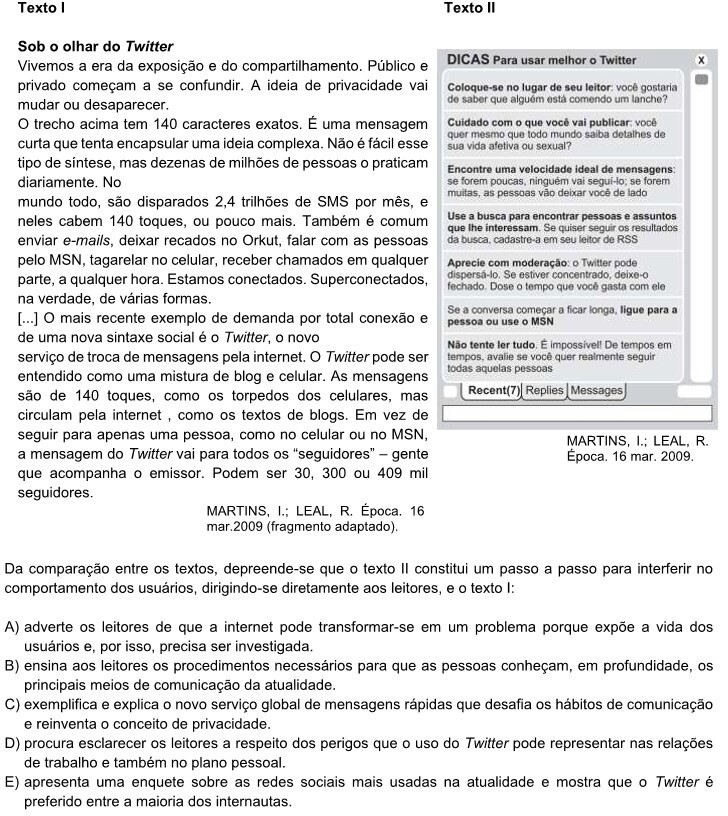 Texto I
Texto II
Sob o olhar do Twitter
Vivemos a era da exposição e do compartilhamento. Público e
privado começam a se confundir. A ideia de privacidade vai
mudar ou desaparecer.
O trecho acima tem 140 caracteres exatos. É uma mensagem
curta que tenta encapsular uma ideia complexa. Não é fácil esse
tipo de síntese, mas dezenas de milhões de pessoas o praticam
diariamente. No
mundo todo, são disparados 2,4 trilhões de SMS por mês, e
neles cabem 140 toques, ou pouco mais. Também é comum
enviar e-mails, deixar recados no Orkut, falar com as pessoas
pelo MSN, tagarelar no celular, receber chamados em qualquer
parte, a qualquer hora. Estamos conectados. Superconectados,
na verdade, de várias formas.
[...] O mais recente exemplo de demanda por total conexão e
de uma nova sintaxe social é o Twitter, o novo
serviço de troca de mensagens pela internet. O Twitter pode ser
entendido como uma mistura de blog e celular. As mensagens
são de 140 toques, como os torpedos dos celulares, mas
circulam pela internet , como os textos de blogs. Em vez de
seguir para apenas uma pessoa, como no celular ou no MSN,
a mensagem do Twitter vai para todos os “seguidores” – gente
que acompanha o emissor. Podem ser 30, 300 ou 409 mil
seguidores.
MARTINS, I.; LEAL, R. Época. 16
mar.2009 (fragmento adaptado).
DICAS Para usar melhor o Twitter
X
Coloque-se no lugar de seu leitor: você gostaria
de saber que alguém está comendo um lanche?
Cuidado com o que você vai publicar: você
quer mesmo que todo mundo saiba detalhes de
sua vida afetiva ou sexual?
Encontre uma velocidade ideal de mensagens:
se forem poucas, ninguém vai seguí-lo; se forem
muitas, as pessoas vão deixar você de lado
Use a busca para encontrar pessoas e assuntos
que lhe interessam. Se quiser seguir os resultados
da busca, cadastre-a em seu leitor de RSS
Aprecie com moderação: o Twitter pode
dispersá-lo. Se estiver concentrado, deixe-o
fechado. Dose o tempo que você gasta com ele
Se a conversa começar a ficar longa, ligue para a
pessoa ou use o MSN
Não tente ler tudo. É impossível! De tempos em
tempos, avalie se você quer realmente seguir
todas aquelas pessoas
Recent(7) Replies Messages
MARTINS, I.; LEAL, R.
Época. 16 mar. 2009.
Da comparação entre os textos, depreende-se que o texto II constitui um passo a passo para interferir no
comportamento dos usuários, dirigindo-se diretamente aos leitores, e o texto I:
A) adverte os leitores de que a internet pode transformar-se em um problema porque expõe a vida dos
usuários e, por isso, precisa ser investigada.
B) ensina aos leitores os procedimentos necessários para que as pessoas conheçam, em profundidade, os
principais meios de comunicação da atualidade.
C) exemplifica e explica o novo serviço global de mensagens rápidas que desafia os hábitos de comunicação
e reinventa o conceito de privacidade.
D) procura esclarecer os leitores a respeito dos perigos que o uso do Twitter pode representar nas relações
de trabalho e também no plano pessoal.
E) apresenta uma enquete sobre as redes sociais mais usadas na atualidade e mostra que o Twitter é
preferido entre a maioria dos internautas.